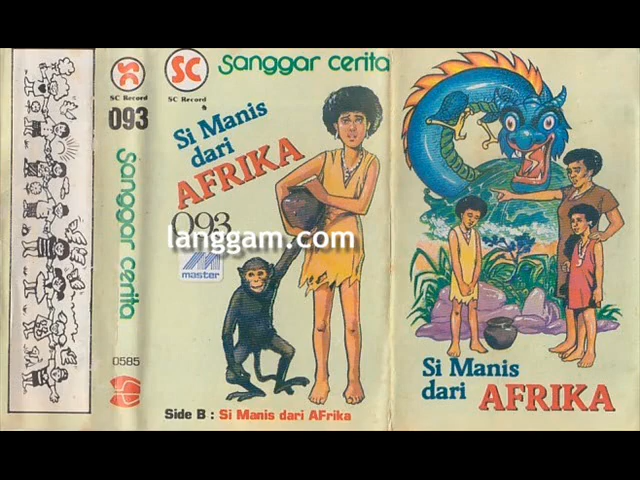 SC Record
093
Sanggar cerita
0585
SC
SC Record
Sanggar cerita
Si Manis
dari
AFRIKA
093
langgam.com
master
Side B : Si Manis dari AFrika
Si Manis
dari AFRIKA